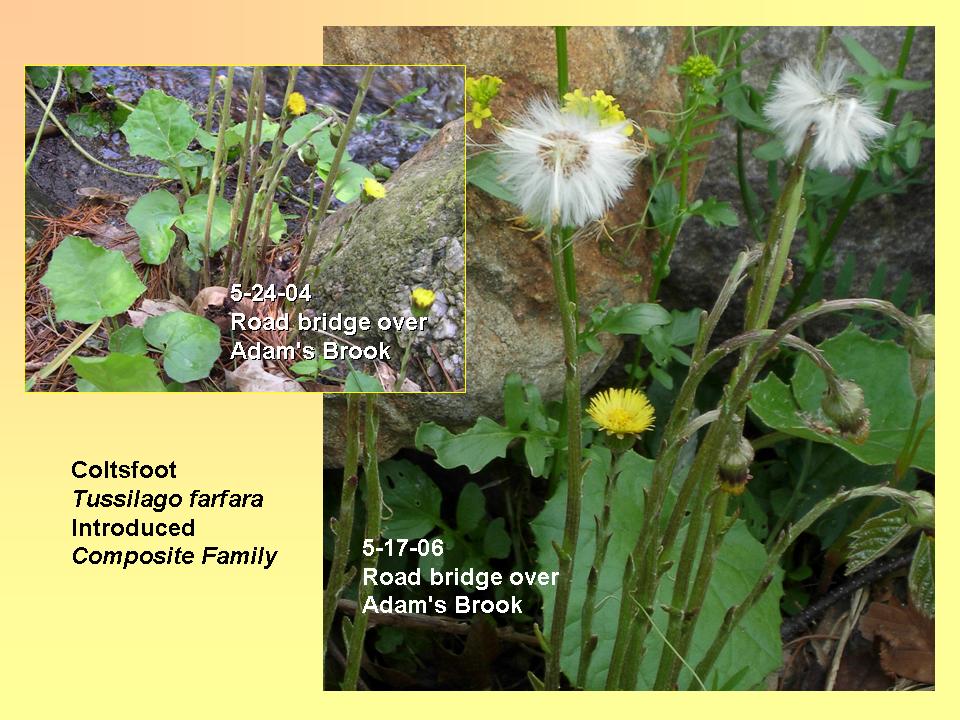 5-24-04
Road bridge over
Adam's Brook
Coltsfoot
Tussilago farfara
Introduced
Composite Family
5-17-06
Road bridge over
Adam's Brook